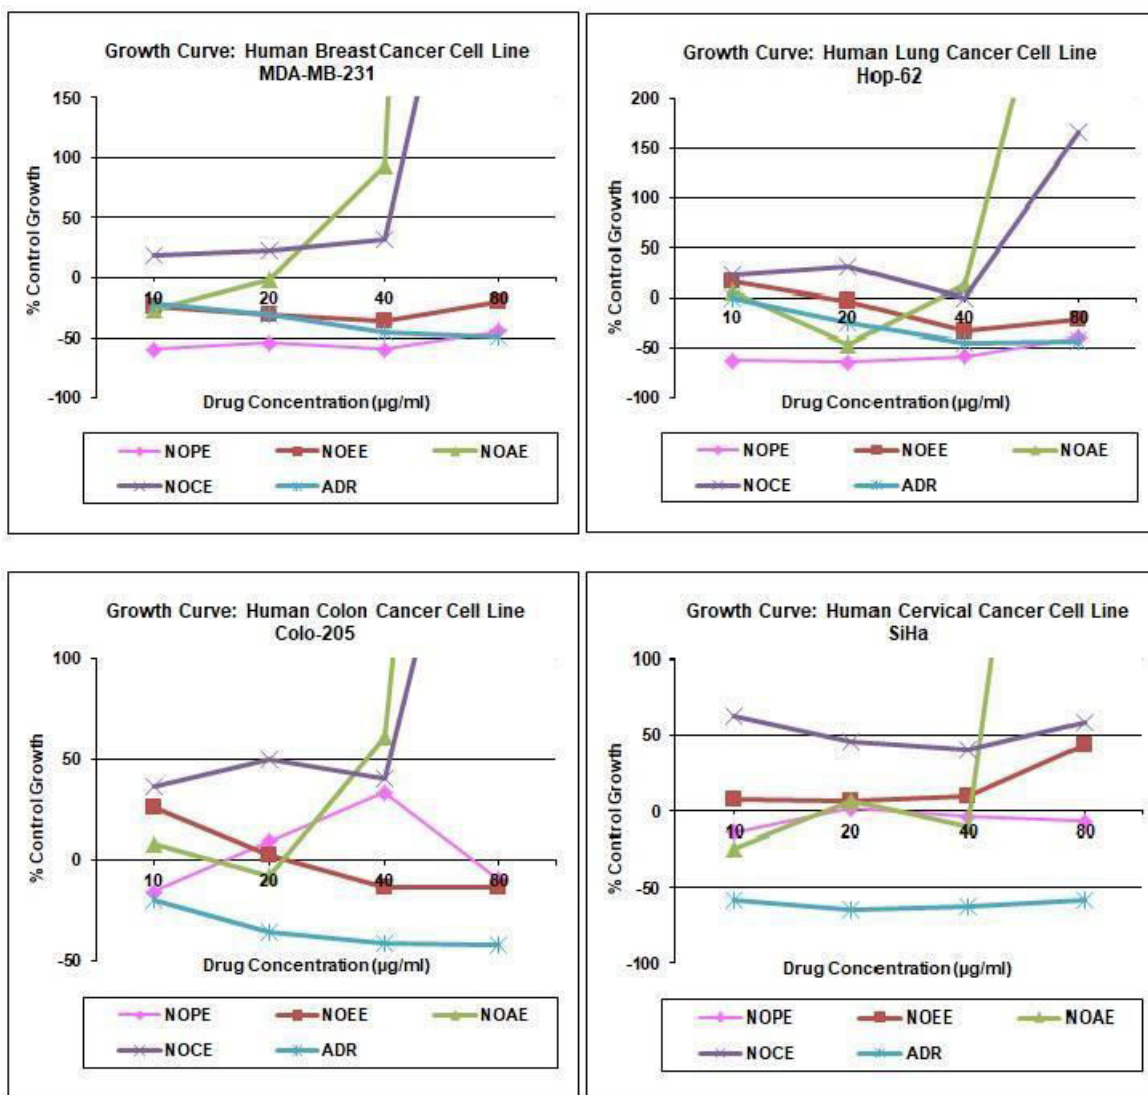 Growth Curve: Human Breast Cancer Cell Line
MDA-MB-231
% Control Growth
150
100
50
0
-50
-100
10
20
40
80
Drug Concentration (µg/ml)
NOPE
NOEE
NOAE
NOCE
ADR
Growth Curve: Human Lung Cancer Cell Line
Hop-62
% Control Growth
200
150
100
50
0
-50
-100
10
20
40
80
Drug Concentration (µg/ml)
NOPE
NOEE
NOAE
NOCE
ADR
Growth Curve: Human Colon Cancer Cell Line
Colo-205
% Control Growth
100
50
0
-50
10
20
40
80
Drug Concentration (µg/ml)
NOPE
NOEE
NOAE
NOCE
ADR
Growth Curve: Human Cervical Cancer Cell Line
SiHa
% Control Growth
100
50
0
-50
-100
10
20
40
80
Drug Concentration (µg/ml)
NOPE
NOEE
NOAE
NOCE
ADR